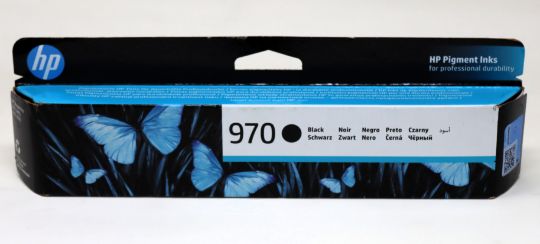 hp
HP Pigment Inks
for professional durability
970
Black Noir Negro Preto Czarny أسود
Schwarz Zwart Nero Černá Чёрный